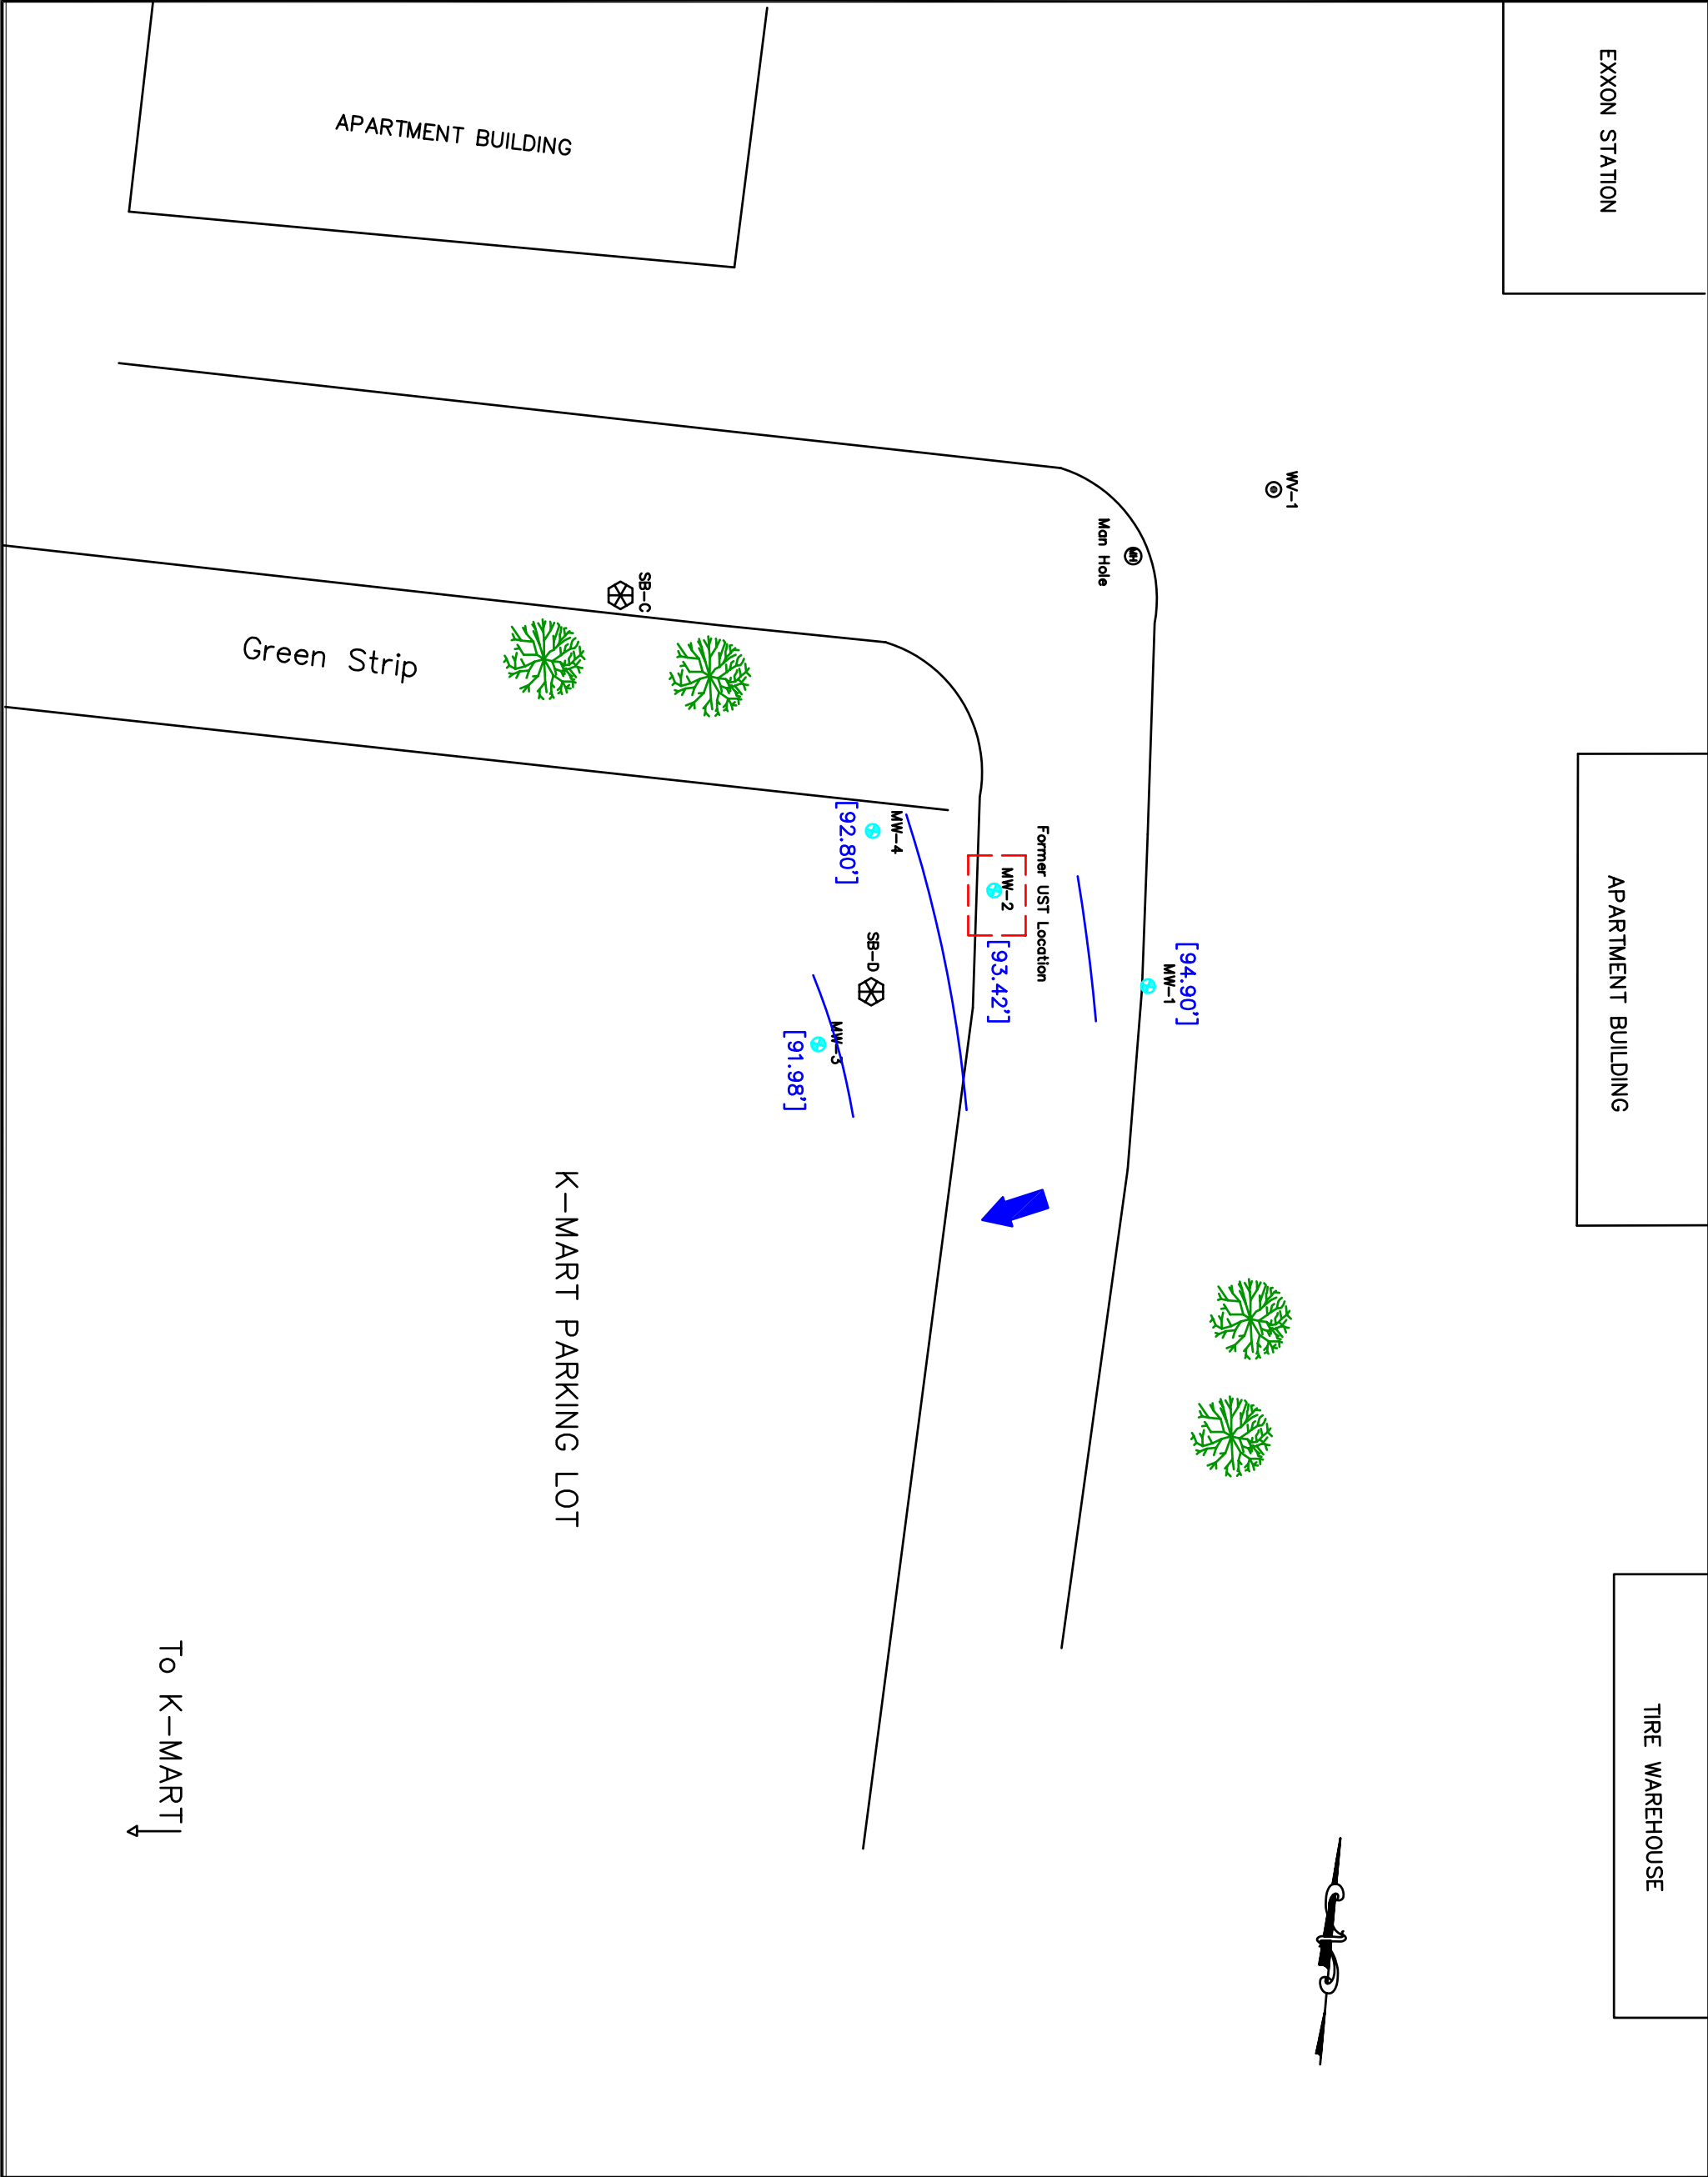 EXXON STATION
APARTMENT BUILDING
TIRE WAREHOUSE
WV-1
[94.90']
MW-1
MH
Man Hole
Former UST Location
MW-2
[93.42']
MW-4
[92.80']
SB-D
MW-3
[91.98']
APARTMENT BUILDING
SB-C
K-MART PARKING LOT
Green Strip
To K-MART